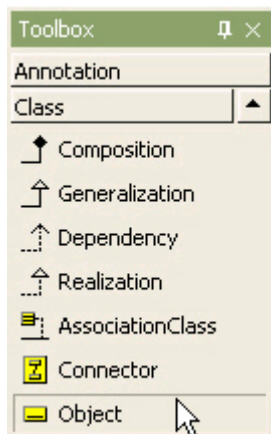 Toolbox
Annotation
Class
Composition
Generalization
Dependency
Realization
AssociationClass
Connector
Object